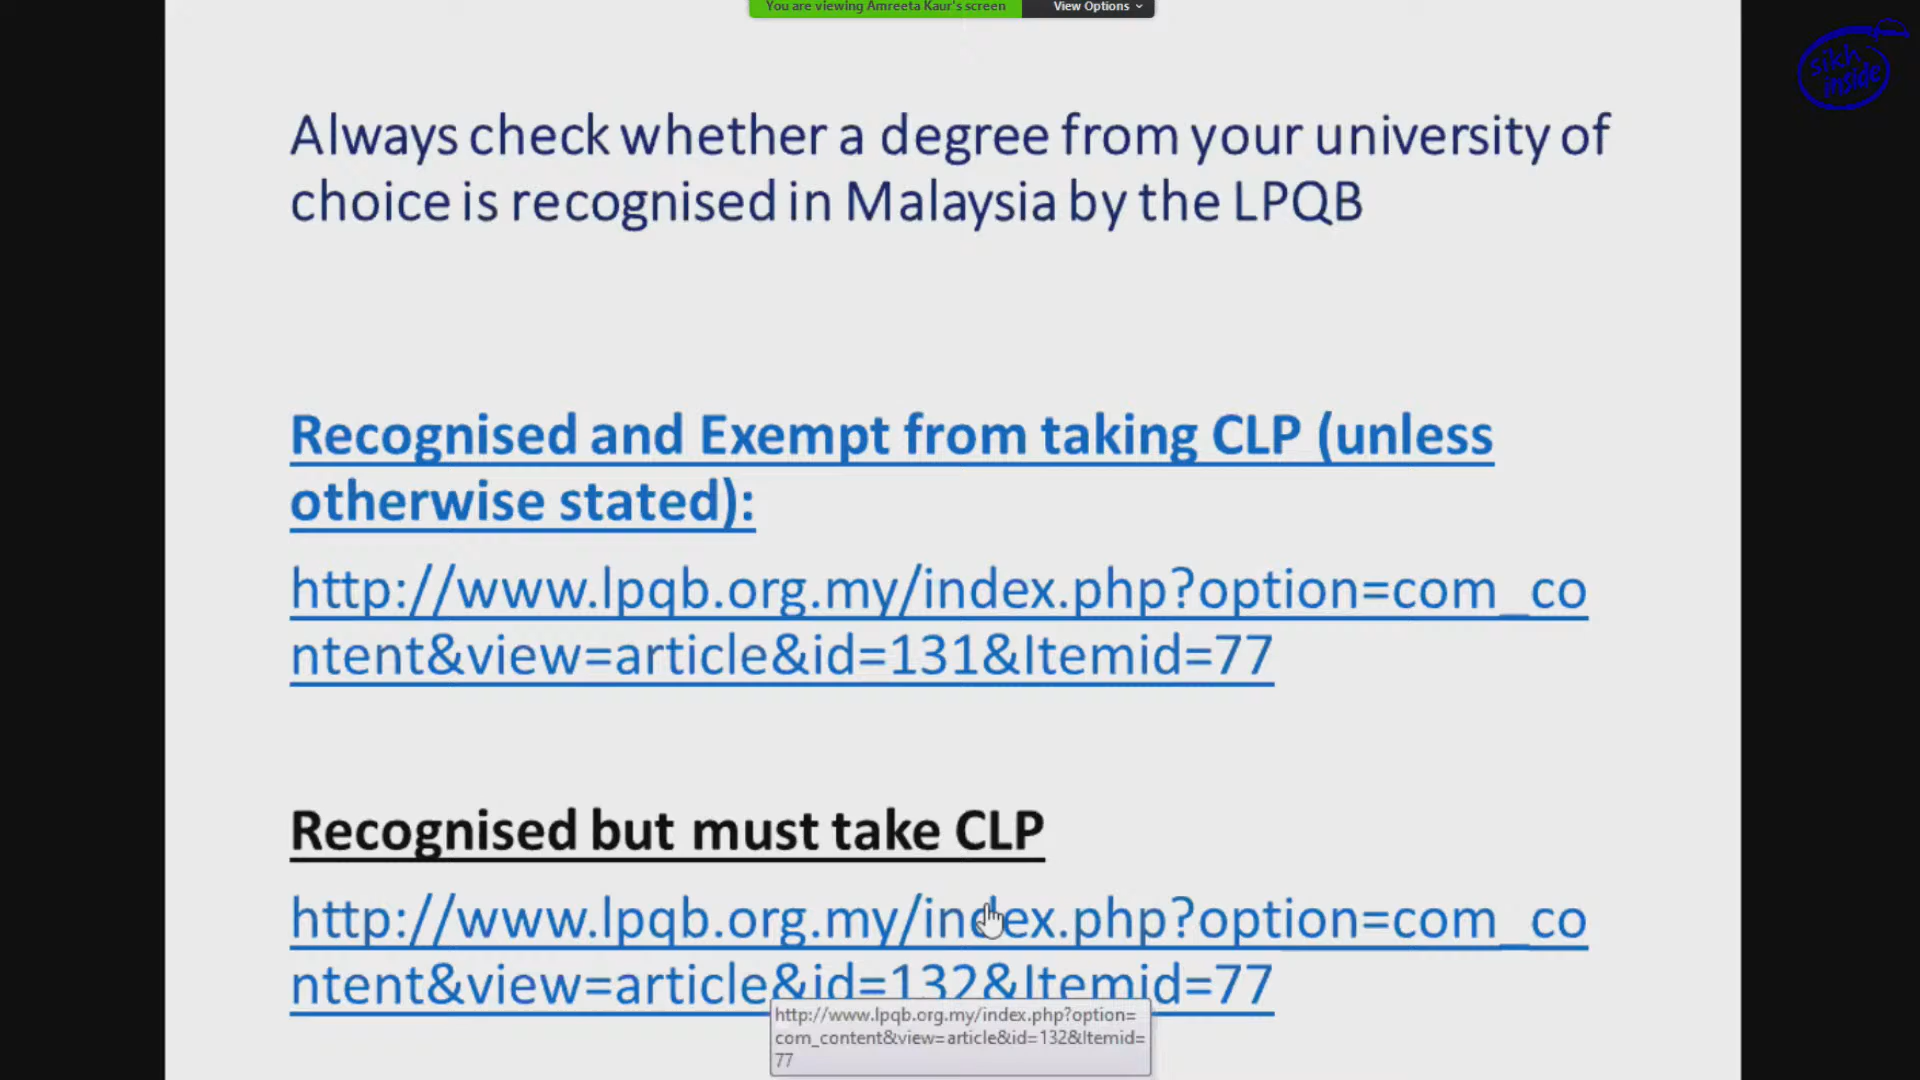 You are viewing Amreeta Kaur's screen View Options
sikh
inside
Always check whether a degree from your university of
choice is recognised in Malaysia by the LPQB
Recognised and Exempt from taking CLP (unless
otherwise stated):
http://www.lpqb.org.my/index.php?option=com_co
ntent&view=article&id=131&Itemid=77
Recognised but must take CLP
http://www.lpqb.org.my/index.php?option=com_co
ntent&view=article&id=132&Itemid=77
http://www.lpqb.org.my/index.php?option=
com_content&view=article&id=132&Itemid=
77